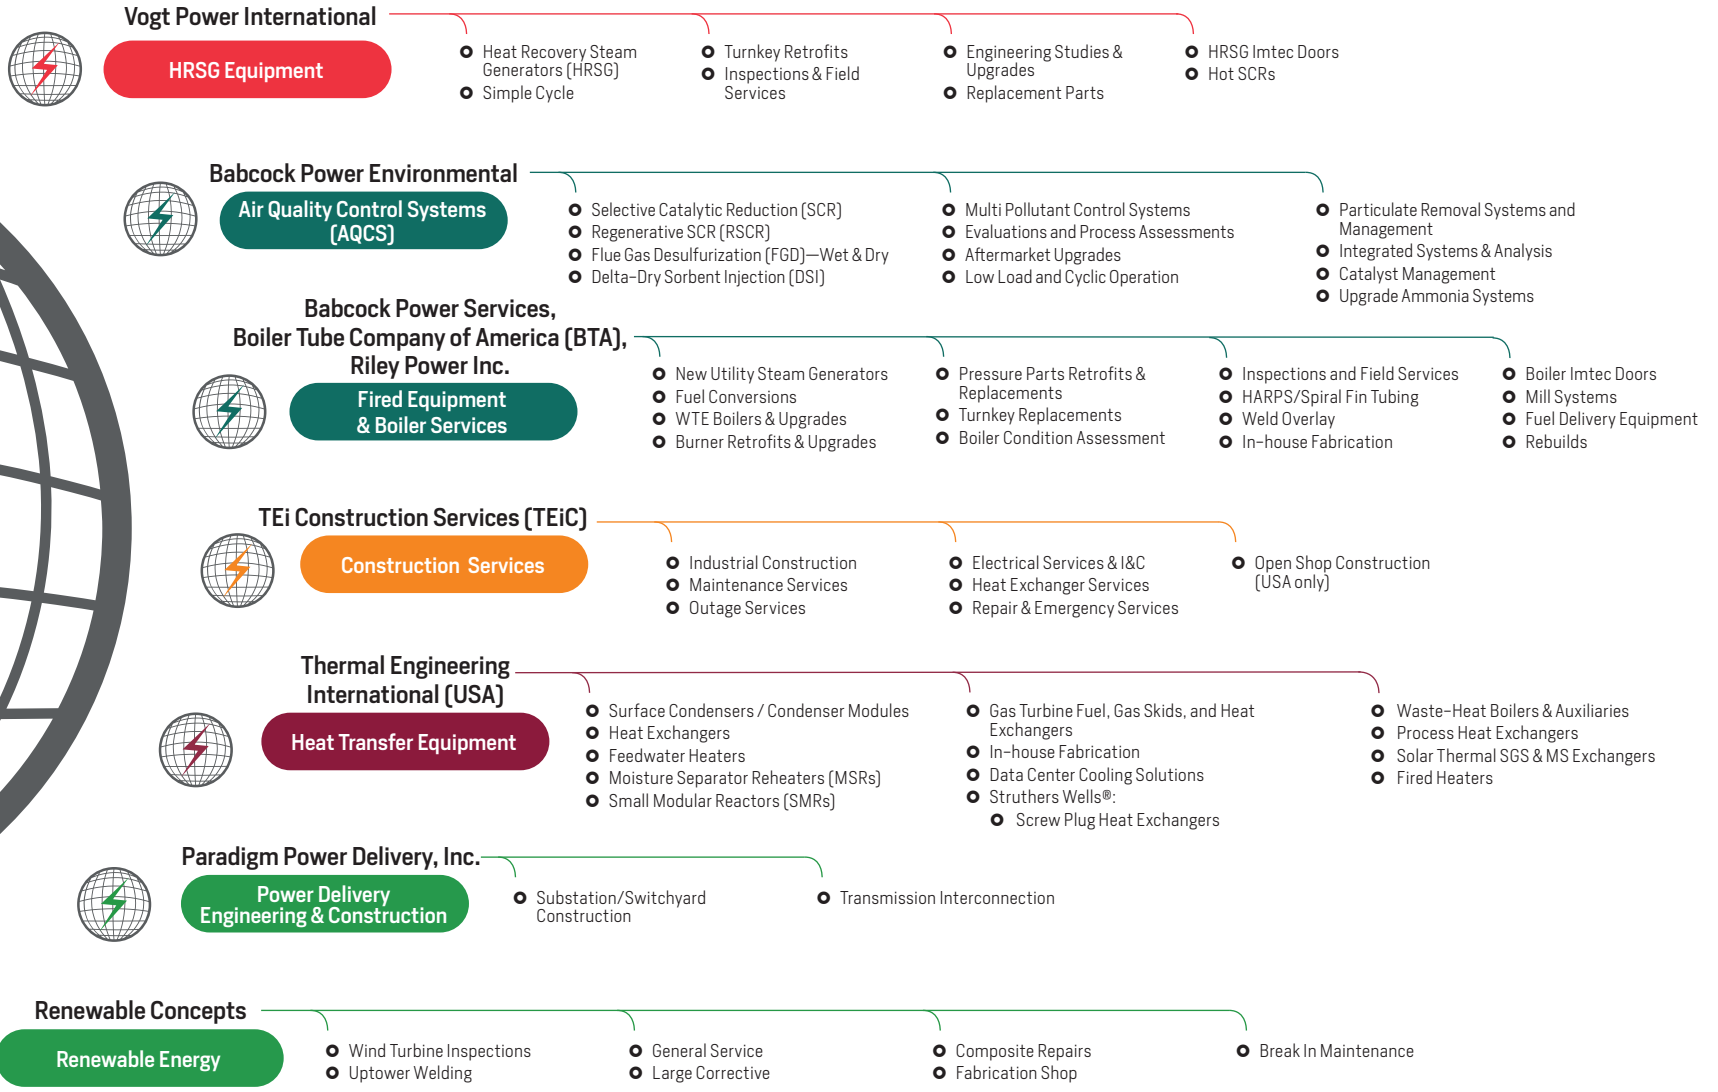 Vogt Power International
HRSG Equipment
Heat Recovery Steam
Generators (HRSG)
Simple Cycle
Turnkey Retrofits
Inspections & Field
Services
Engineering Studies &
Upgrades
Replacement Parts
HRSG Imtec Doors
Hot SCRs
Babcock Power Environmental
Air Quality Control Systems
(AQCS)
Selective Catalytic Reduction (SCR)
Regenerative SCR (RSCR)
Flue Gas Desulfurization (FGD)—Wet & Dry
Delta-Dry Sorbent Injection (DSI)
Multi Pollutant Control Systems
Evaluations and Process Assessments
Aftermarket Upgrades
Low Load and Cyclic Operation
Particulate Removal Systems and
Management
Integrated Systems & Analysis
Catalyst Management
Upgrade Ammonia Systems
Babcock Power Services,
Boiler Tube Company of America (BTA),
Riley Power Inc.
Fired Equipment
& Boiler Services
New Utility Steam Generators
Fuel Conversions
WTE Boilers & Upgrades
Burner Retrofits & Upgrades
Pressure Parts Retrofits &
Replacements
Turnkey Replacements
Boiler Condition Assessment
Inspections and Field Services
HARPS/Spiral Fin Tubing
Weld Overlay
In-house Fabrication
Boiler Imtec Doors
Mill Systems
Fuel Delivery Equipment
Rebuilds
TEi Construction Services (TEiC)
Construction Services
Industrial Construction
Maintenance Services
Outage Services
Electrical Services & I&C
Heat Exchanger Services
Repair & Emergency Services
Open Shop Construction
(USA only)
Thermal Engineering
International (USA)
Heat Transfer Equipment
Surface Condensers / Condenser Modules
Heat Exchangers
Feedwater Heaters
Moisture Separator Reheaters (MSRs)
Small Modular Reactors (SMRs)
Gas Turbine Fuel, Gas Skids, and Heat
Exchangers
In-house Fabrication
Data Center Cooling Solutions
Struthers Wells®:
Screw Plug Heat Exchangers
Waste-Heat Boilers & Auxiliaries
Process Heat Exchangers
Solar Thermal SGS & MS Exchangers
Fired Heaters
Paradigm Power Delivery, Inc.
Power Delivery
Engineering & Construction
Substation/Switchyard
Construction
Transmission Interconnection
Renewable Concepts
Renewable Energy
Wind Turbine Inspections
Uptower Welding
General Service
Large Corrective
Composite Repairs
Fabrication Shop
Break In Maintenance